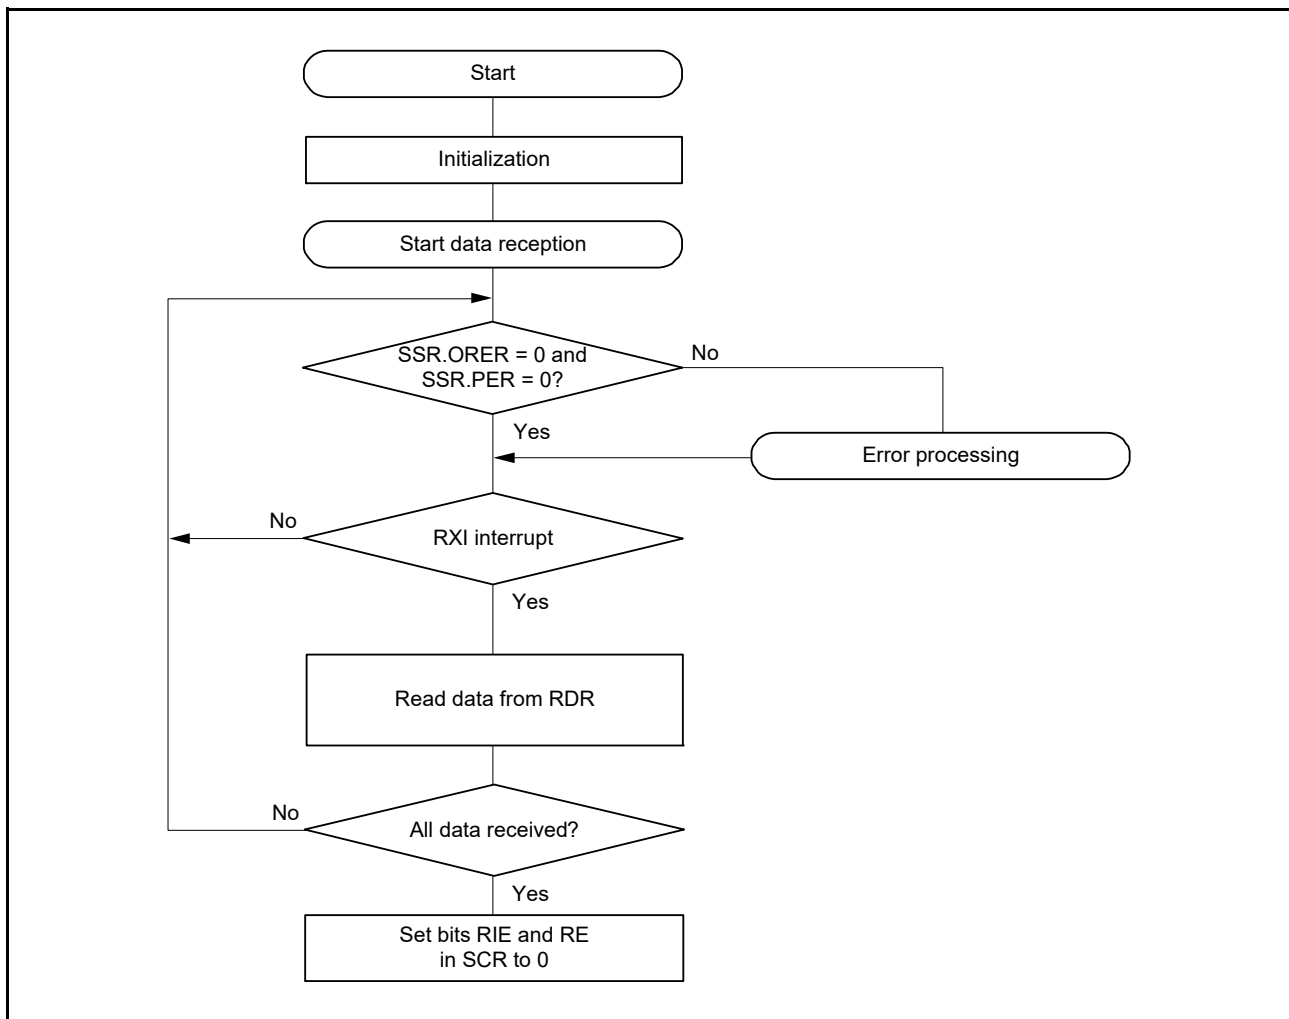 Start
Initialization
Start data reception
SSR.ORER = 0 and
SSR.PER = 0?
No
Yes
Error processing
No
RXI interrupt
Yes
Read data from RDR
No
All data received?
Yes
Set bits RIE and RE
in SCR to 0